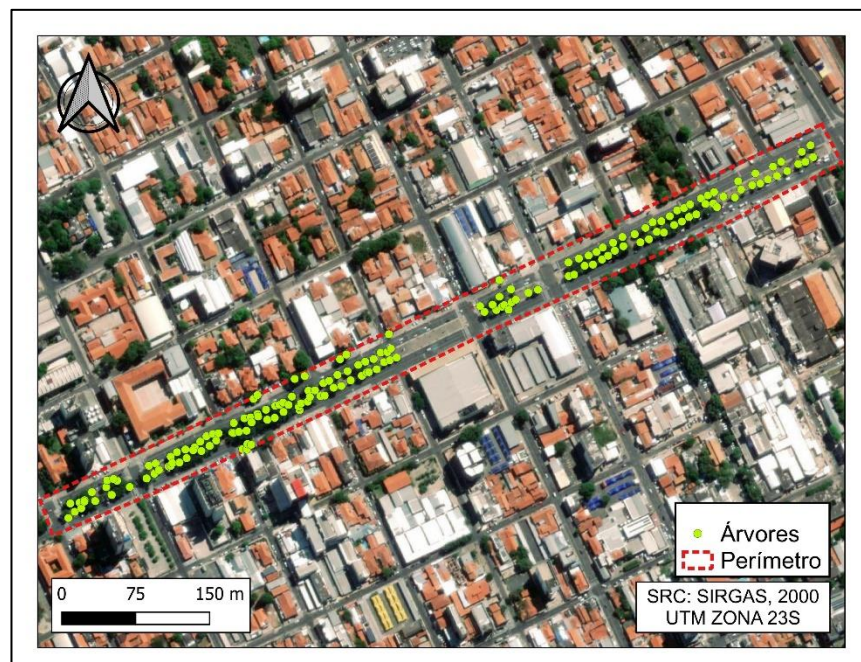 Árvores
Perímetro
0 75 150 m
SRC: SIRGAS, 2000
UTM ZONA 23S